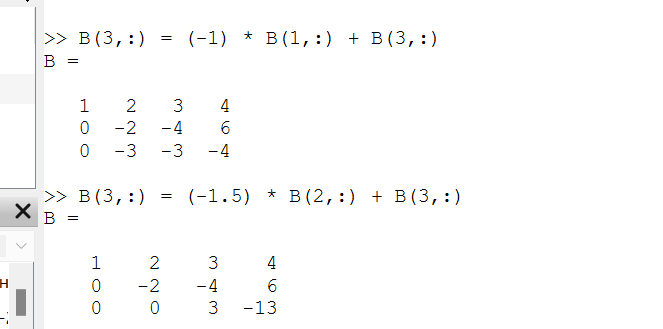 >> B(3,:) = (-1) * B(1,:) + B(3,:)
B =
1 2 3 4
0 -2 -4 6
0 -3 -3 -4
>> B(3,:) = (-1.5) * B(2,:) + B(3,:)
B =
1 2 3 4
0 -2 -4 6
0 0 3 -13